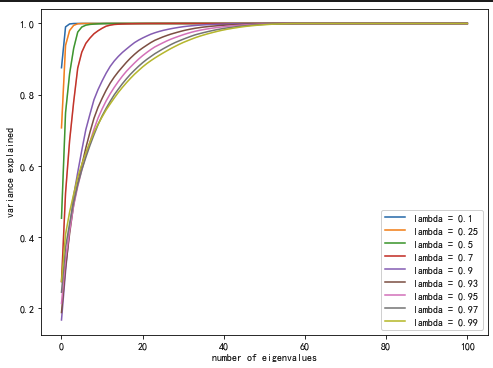 1.0
0.8
0.6
0.4
0.2
variance explained
0 20 40 60 80 100
number of eigenvalues
lambda = 0.1
lambda = 0.25
lambda = 0.5
lambda = 0.7
lambda = 0.9
lambda = 0.93
lambda = 0.95
lambda = 0.97
lambda = 0.99